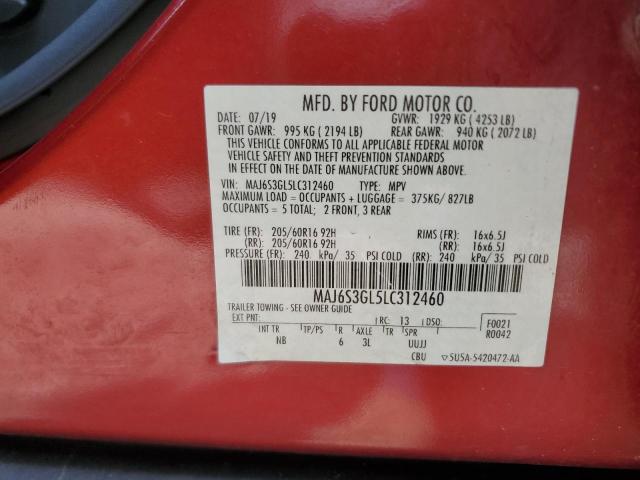 MFD. BY FORD MOTOR CO.
DATE: 07/19 GVWR: 1929 KG ( 4253 LB)
FRONT GAWR: 995 KG ( 2194 LB) REAR GAWR: 940 KG ( 2072 LB)
THIS VEHICLE CONFORMS TO ALL APPLICABLE FEDERAL MOTOR
VEHICLE SAFETY AND THEFT PREVENTION STANDARDS
IN EFFECT ON THE DATE OF MANUFACTURE SHOWN ABOVE.
VIN: MAJ6S3GL5LC312460 TYPE: MPV
MAXIMUM LOAD = OCCUPANTS + LUGGAGE = 375KG/ 827LB
OCCUPANTS = 5 TOTAL; 2 FRONT, 3 REAR
TIRE (FR): 205/60R16 92H RIMS (FR): 16x6.5J
(RR): 205/60R16 92H (RR): 16x6.5J
PRESSURE (FR): 240 kPa/ 35 PSI COLD (RR): 240 kPa/ 35 PSI COLD
MAJ6S3GL5LC312460
TRAILER TOWING - SEE OWNER GUIDE
EXT PNT: RC: 13 DSO: F0021
INT TR TP/PS R AXLE TR SPR R0042
NB 6 3L UUJJ
CBU 5U5A-5420472-AA